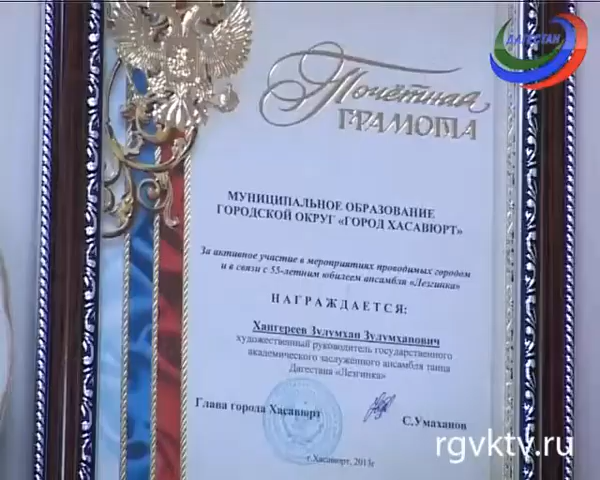 ДАГЕСТАН
Почётная
ГРАМОТА
МУНИЦИПАЛЬНОЕ ОБРАЗОВАНИЕ
ГОРОДСКОЙ ОКРУГ «ГОРОД ХАСАВЮРТ»
За активное участие в мероприятиях проводимых городом
и в связи с 55-летним юбилеем ансамбля «Лезгинка»
НАГРАЖДАЕТСЯ:
Хангереев Зулумхан Зулумханович
художественный руководитель государственного
академического заслуженного ансамбля танца
Дагестана «Лезгинка»
Глава города Хасавюрт
С.Умаханов
г.Хасавюрт, 2013г
rgvktv.ru